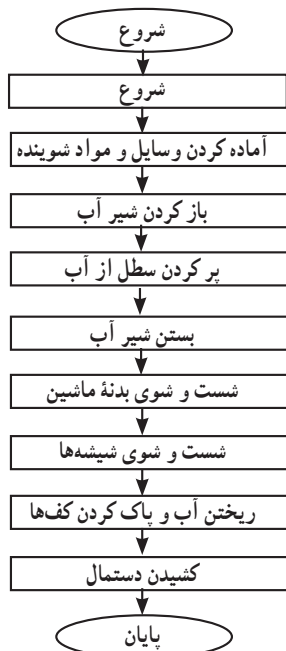 شروع
شروع
آماده کردن وسایل و مواد شوینده
باز کردن شیر آب
پر کردن سطل از آب
بستن شیر آب
شست و شوی بدنهٔ ماشین
شست و شوی شیشه‌ها
ریختن آب و پاک کردن کف‌ها
کشیدن دستمال
پایان